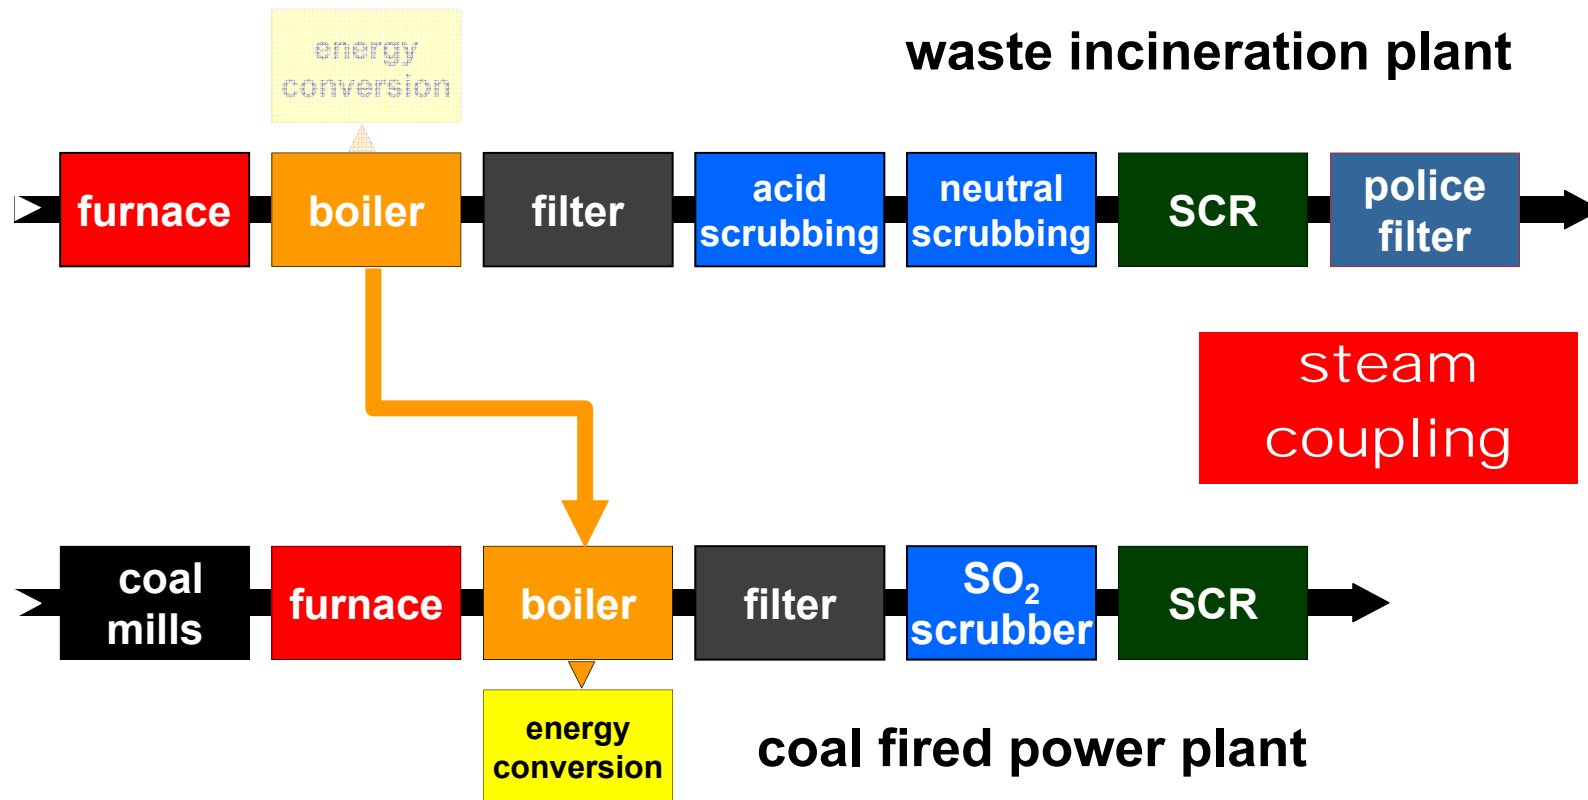 energy
conversion
waste incineration plant
furnace
boiler
filter
acid
scrubbing
neutral
scrubbing
SCR
police
filter
steam
coupling
coal
mills
furnace
boiler
filter
SO₂
scrubber
SCR
energy
conversion
coal fired power plant